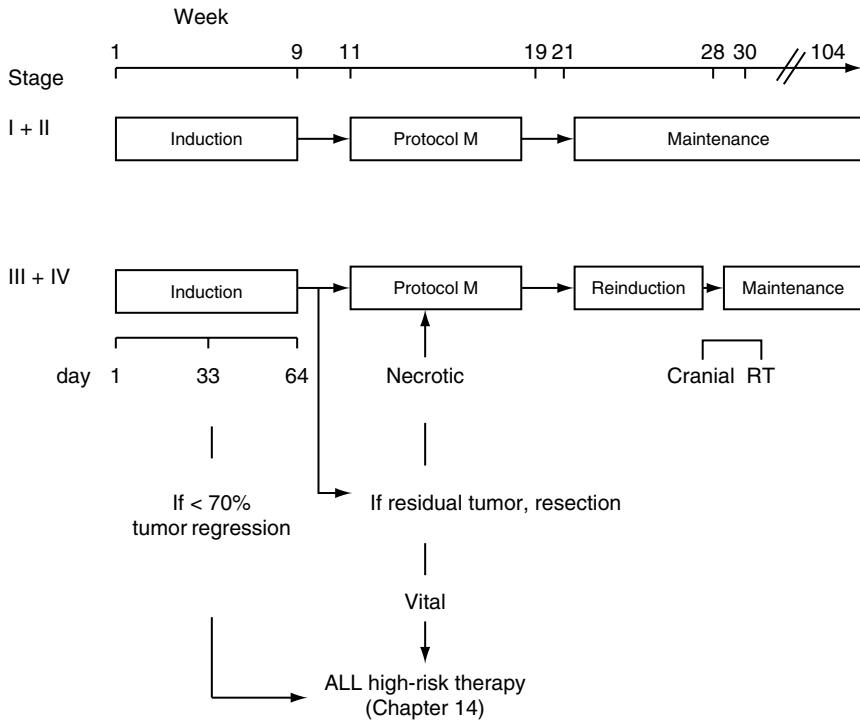 Week
1 9 11 19 21 28 30 104
Stage
I + II
Induction
Protocol M
Maintenance
III + IV
Induction
Protocol M
Reinduction
Maintenance
day 1 33 64
Necrotic
Cranial RT
If < 70%
tumor regression
If residual tumor, resection
Vital
ALL high-risk therapy
(Chapter 14)